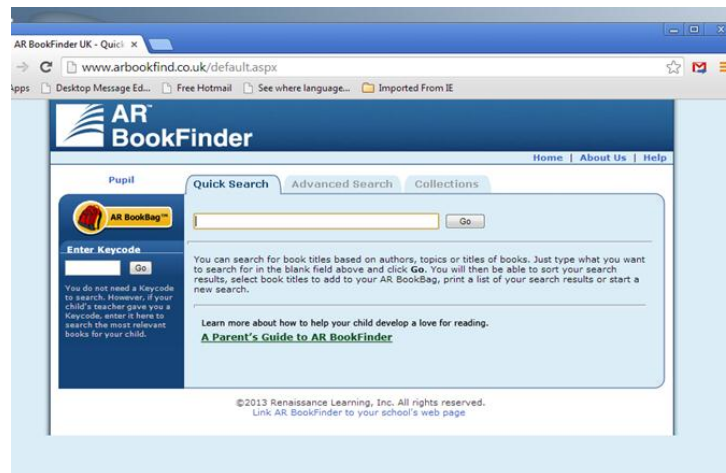 AR BookFinder UK - Quick
www.arbookfind.co.uk/default.aspx
Apps Desktop Message Ed... Free Hotmail See where language... Imported From IE
AR™
BookFinder
Home | About Us | Help
Pupil
Quick Search Advanced Search Collections
AR BookBag™
Go
Enter Keycode
Go
You do not need a Keycode
to search. However, if your
child's teacher gave you a
Keycode, enter it here to
search the most relevant
books for your child.
You can search for book titles based on authors, topics or titles of books. Just type what you want
to search for in the blank field above and click Go. You will then be able to sort your search
results, select book titles to add to your AR BookBag, print a list of your search results or start a
new search.
Learn more about how to help your child develop a love for reading.
A Parent's Guide to AR BookFinder
©2013 Renaissance Learning, Inc. All rights reserved.
Link AR BookFinder to your school's web page